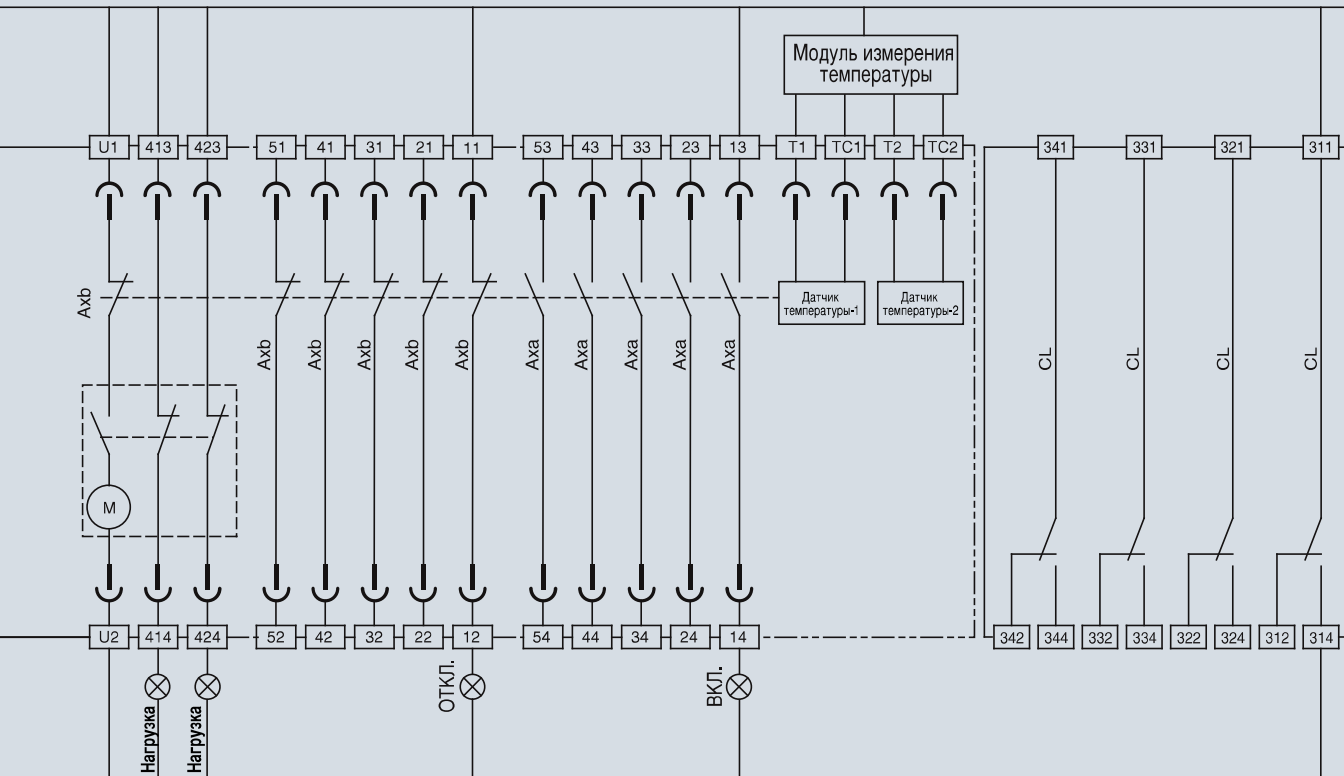 Модуль измерения
температуры
U1 413 423 51 41 31 21 11 53 43 33 23 13 T1 TC1 T2 TC2 341 331 321 311
Axb
Датчик
температуры-1
Датчик
температуры-2
Axb Axb Axb Axb Axb Axa Axa Axa Axa Axa CL CL CL CL
M
U2 414 424 52 42 32 22 12 54 44 34 24 14 342 344 332 334 322 324 312 314
Нагрузка
Нагрузка
ОТКЛ.
ВКЛ.